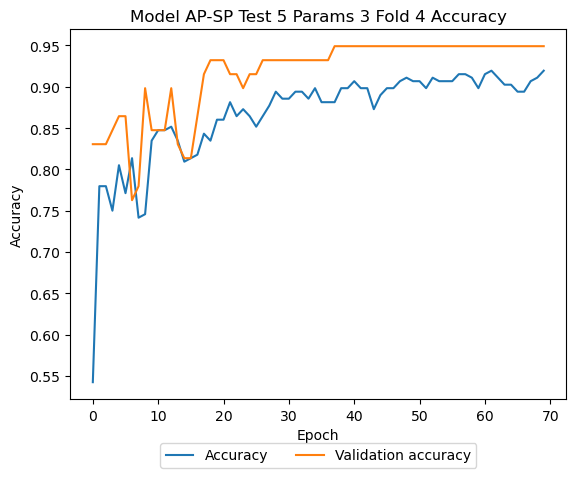 Model AP-SP Test 5 Params 3 Fold 4 Accuracy
Accuracy
0.95
0.90
0.85
0.80
0.75
0.70
0.65
0.60
0.55
0 10 20 30 40 50 60 70
Epoch
Accuracy Validation accuracy